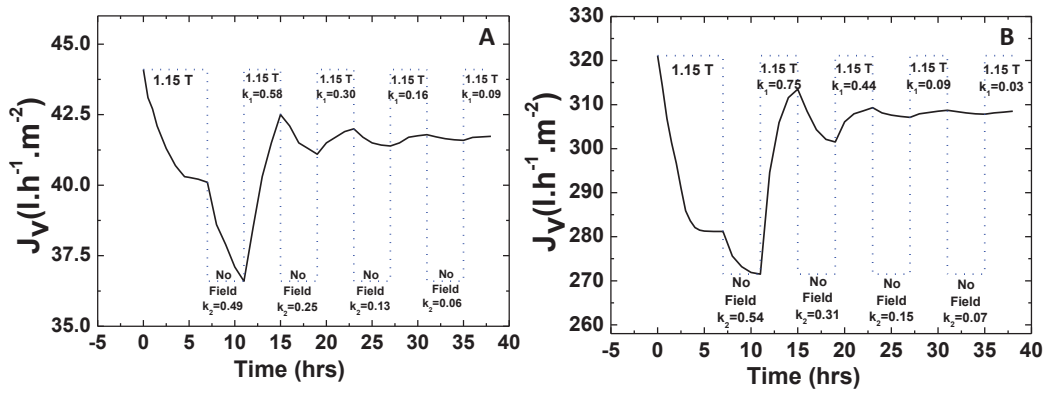 45.0
42.5
40.0
37.5
35.0
Jv(l.h-1.m-2)
A
1.15 T
1.15 T
k1=0.58
1.15 T
k1=0.30
1.15 T
k1=0.16
1.15 T
k1=0.09
No
Field
k2=0.49
No
Field
k2=0.25
No
Field
k2=0.13
No
Field
k2=0.06
-5 0 5 10 15 20 25 30 35 40
Time (hrs)
330
320
310
300
290
280
270
260
Jv(l.h-1.m-2)
B
1.15 T
1.15 T
k1=0.75
1.15 T
k1=0.44
1.15 T
k1=0.09
1.15 T
k1=0.03
No
Field
k2=0.54
No
Field
k2=0.31
No
Field
k2=0.15
No
Field
k2=0.07
-5 0 5 10 15 20 25 30 35 40
Time (hrs)